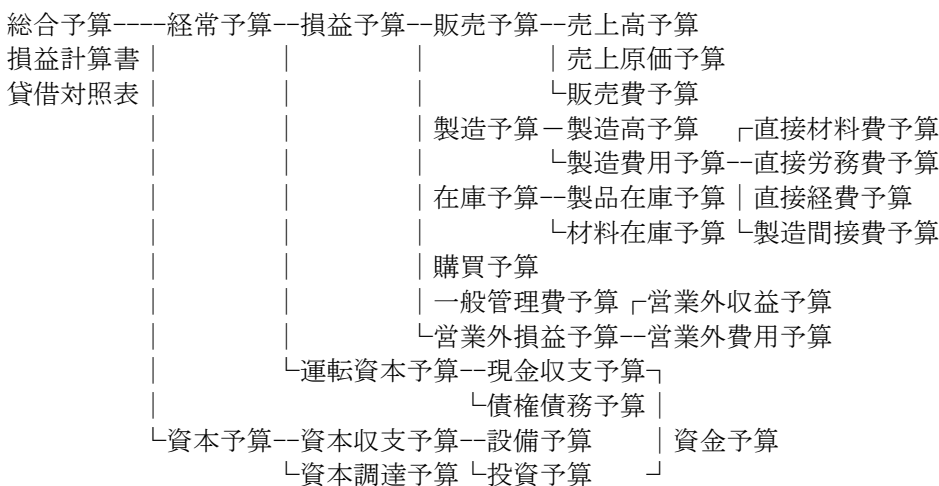 総合予算----経常予算--損益予算--販売予算--売上高予算
損益計算書│　　　　│　　　　│　　　　│売上原価予算
貸借対照表│　　　　│　　　　│　　　　└販売費予算
│　　　　│　　　　│製造予算－製造高予算　┌直接材料費予算
│　　　　│　　　　│　　　　└製造費用予算--直接労務費予算
│　　　　│　　　　│在庫予算--製品在庫予算│直接経費予算
│　　　　│　　　　│　　　　└材料在庫予算└製造間接費予算
│　　　　│　　　　│購買予算
│　　　　│　　　　│一般管理費予算┌営業外収益予算
│　　　　│　　　　└営業外損益予算--営業外費用予算
│　　　　└運転資本予算--現金収支予算┐
│　　　　　　　　　　　└債権債務予算│
└資本予算--資本収支予算--設備予算　　│資金予算
└資本調達予算└投資予算　　┘